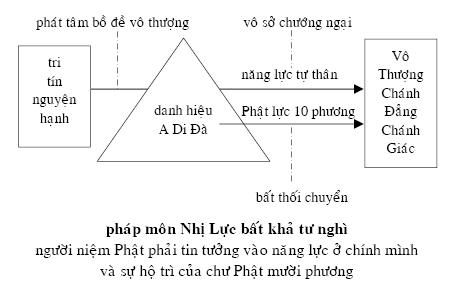 phát tâm bồ đề vô thượng
vô sở chướng ngại
tri
tín
nguyện
hạnh
danh hiệu
A Di Đà
năng lực tự thân
Phật lực 10 phương
Vô
Thượng
Chánh
Đẳng
Chánh
Giác
bất thối chuyển
pháp môn Nhị Lực bất khả tư nghì
người niệm Phật phải tin tưởng vào năng lực ở chính mình
và sự hộ trì của chư Phật mười phương